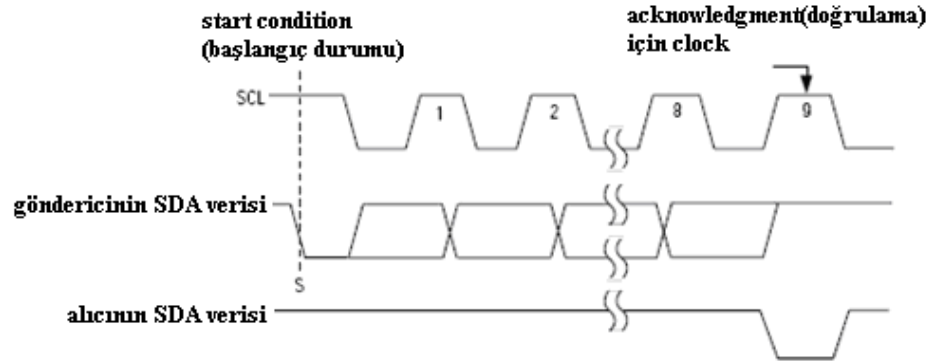 start condition
(başlangıç durumu)
acknowledgment(doğrulama)
için clock
SCL
1
2
8
9
göndericinin SDA verisi
S
alıcının SDA verisi